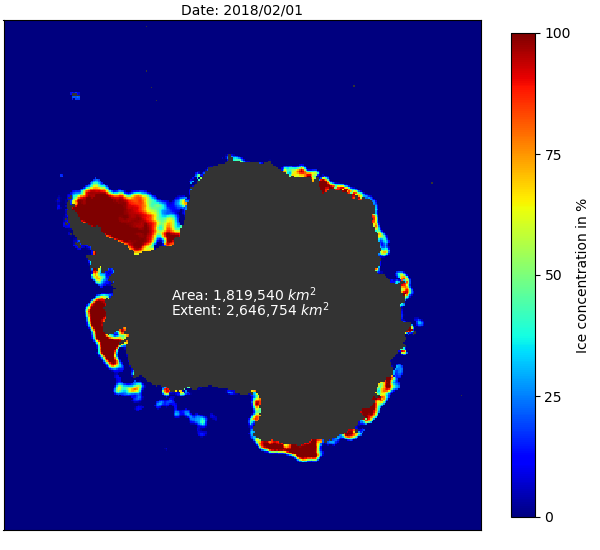 Date: 2018/02/01
100
75
50
25
0
Ice concentration in %
Area: 1,819,540 km²
Extent: 2,646,754 km²